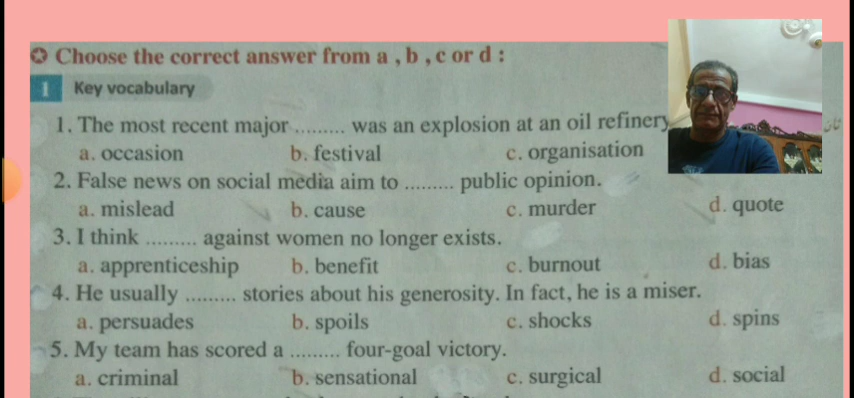 ✪ Choose the correct answer from a , b , c or d :
1 Key vocabulary
1. The most recent major ......... was an explosion at an oil refinery
a. occasion b. festival c. organisation
2. False news on social media aim to ......... public opinion.
a. mislead b. cause c. murder d. quote
3. I think ......... against women no longer exists.
a. apprenticeship b. benefit c. burnout d. bias
4. He usually ......... stories about his generosity. In fact, he is a miser.
a. persuades b. spoils c. shocks d. spins
5. My team has scored a ......... four-goal victory.
a. criminal b. sensational c. surgical d. social